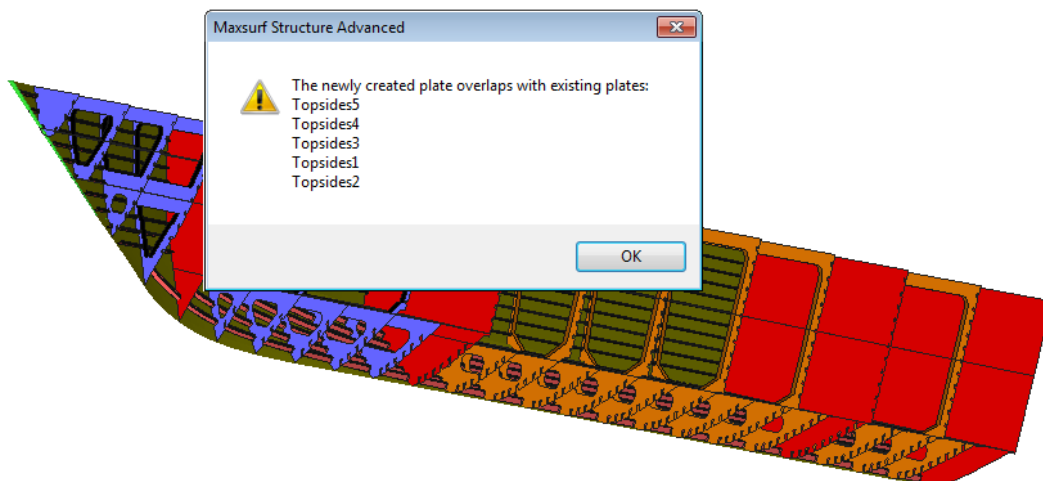 Maxsurf Structure Advanced
The newly created plate overlaps with existing plates:
Topsides5
Topsides4
Topsides3
Topsides1
Topsides2
OK